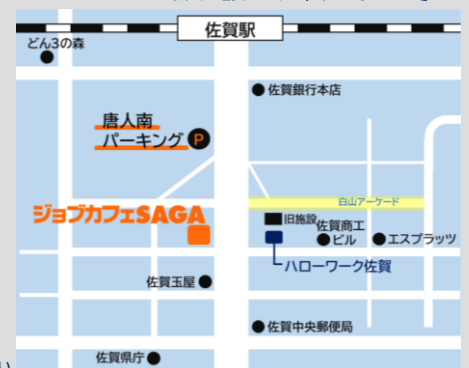 佐賀駅
どん3の森
佐賀銀行本店
唐人南
パーキング P
白山アーケード
ジョブカフェSAGA
旧施設
佐賀商工
ビル
エスプラッツ
ハローワーク佐賀
佐賀玉屋
佐賀中央郵便局
佐賀県庁